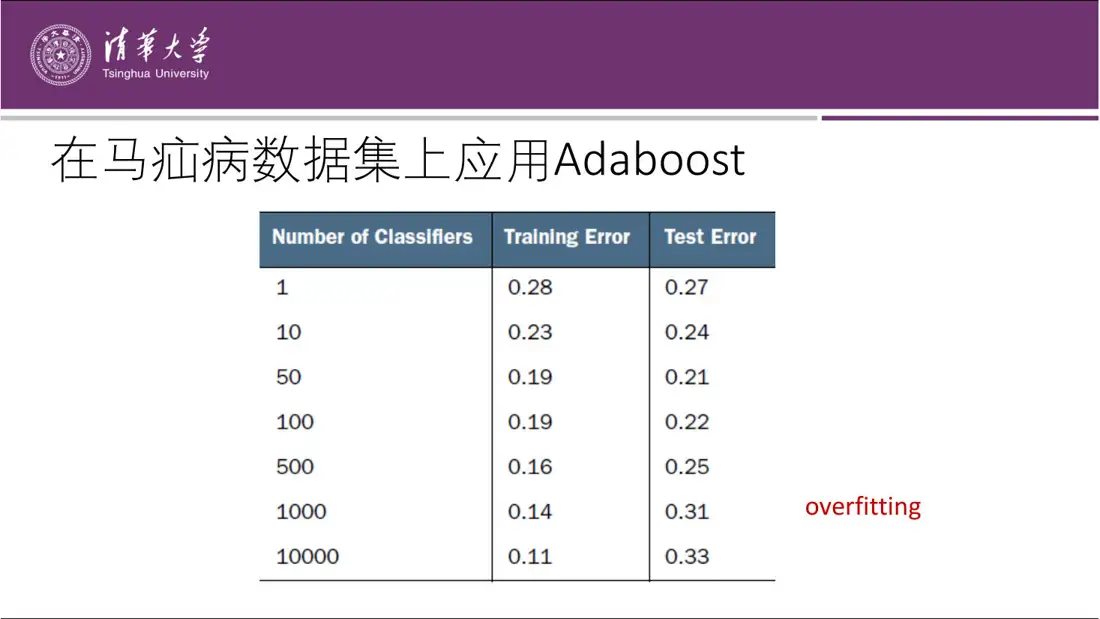 清华大学
Tsinghua University
在马疝病数据集上应用Adaboost
Number of Classifiers Training Error Test Error
1 0.28 0.27
10 0.23 0.24
50 0.19 0.21
100 0.19 0.22
500 0.16 0.25
1000 0.14 0.31
overfitting
10000 0.11 0.33